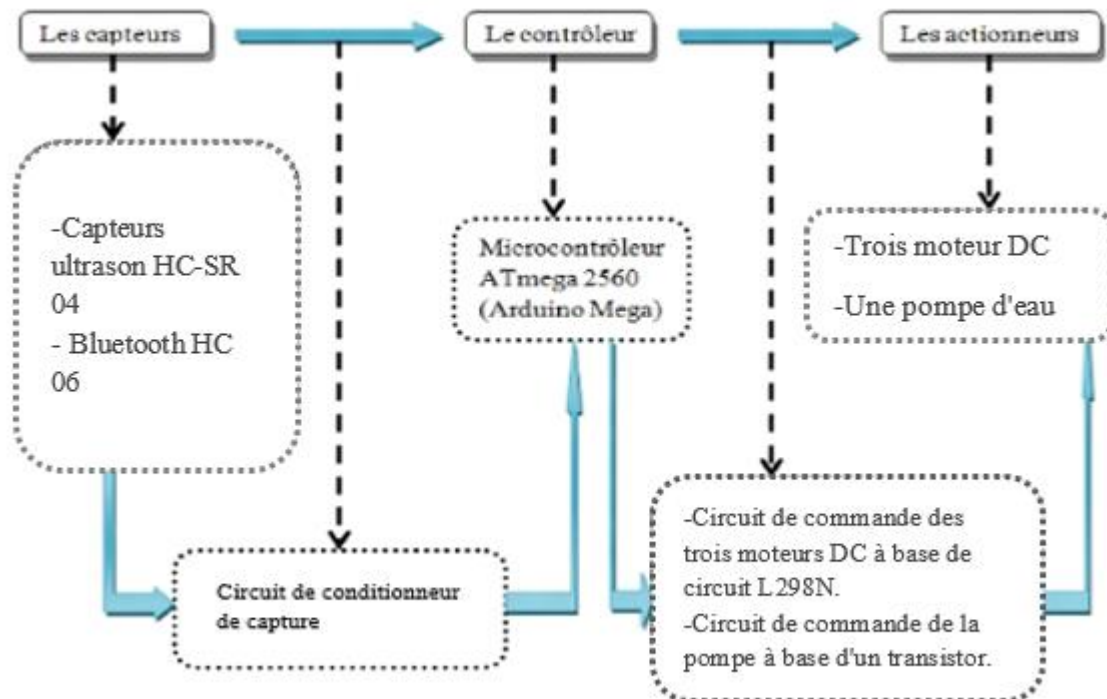 Les capteurs
Le contrôleur
Les actionneurs
-Capteurs
ultrason HC-SR
04
- Bluetooth HC
06
Microcontrôleur
ATmega 2560
(Arduino Mega)
-Trois moteur DC
-Une pompe d'eau
Circuit de conditionneur
de capture
-Circuit de commande des
trois moteurs DC à base de
circuit L298N.
-Circuit de commande de la
pompe à base d'un transistor.